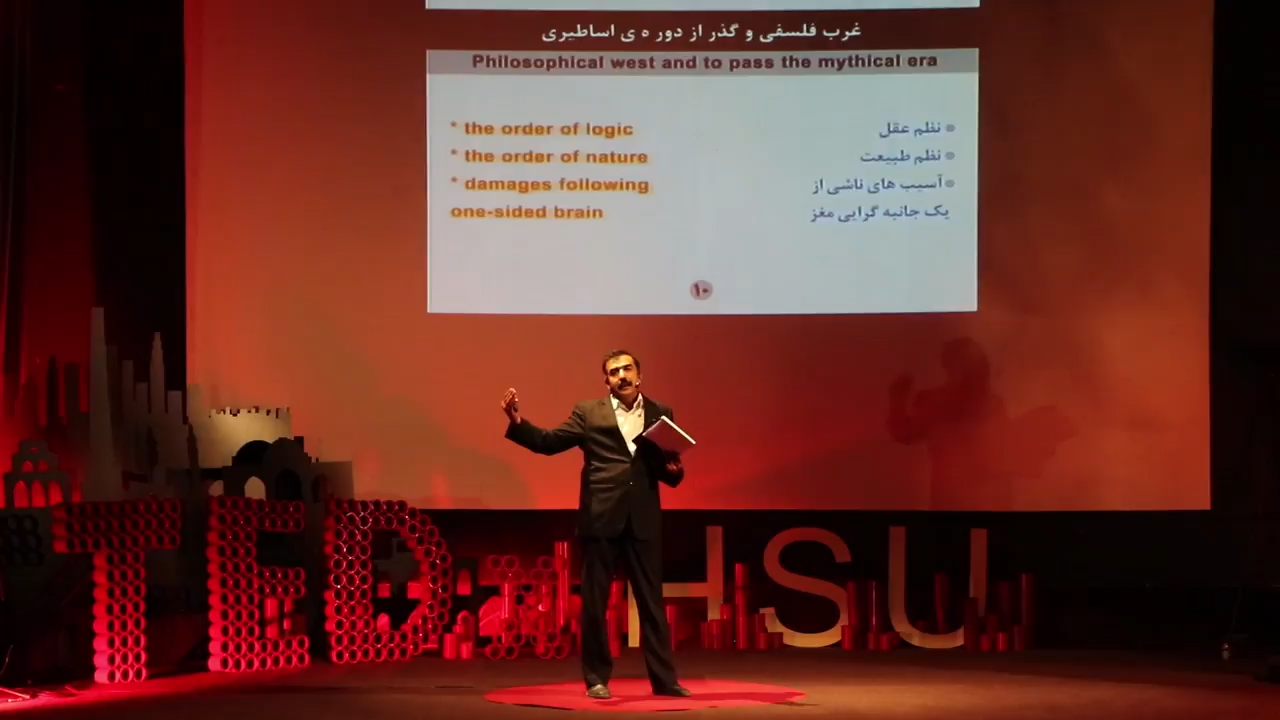 غرب فلسفی و گذر از دور ه ی اساطیری
Philosophical west and to pass the mythical era
* the order of logic
* the order of nature
* damages following
one-sided brain
نظم عقل
نظم طبیعت
آسیب های ناشی از
یک جانبه گرایی مغز
۱۰
TEDxHSU